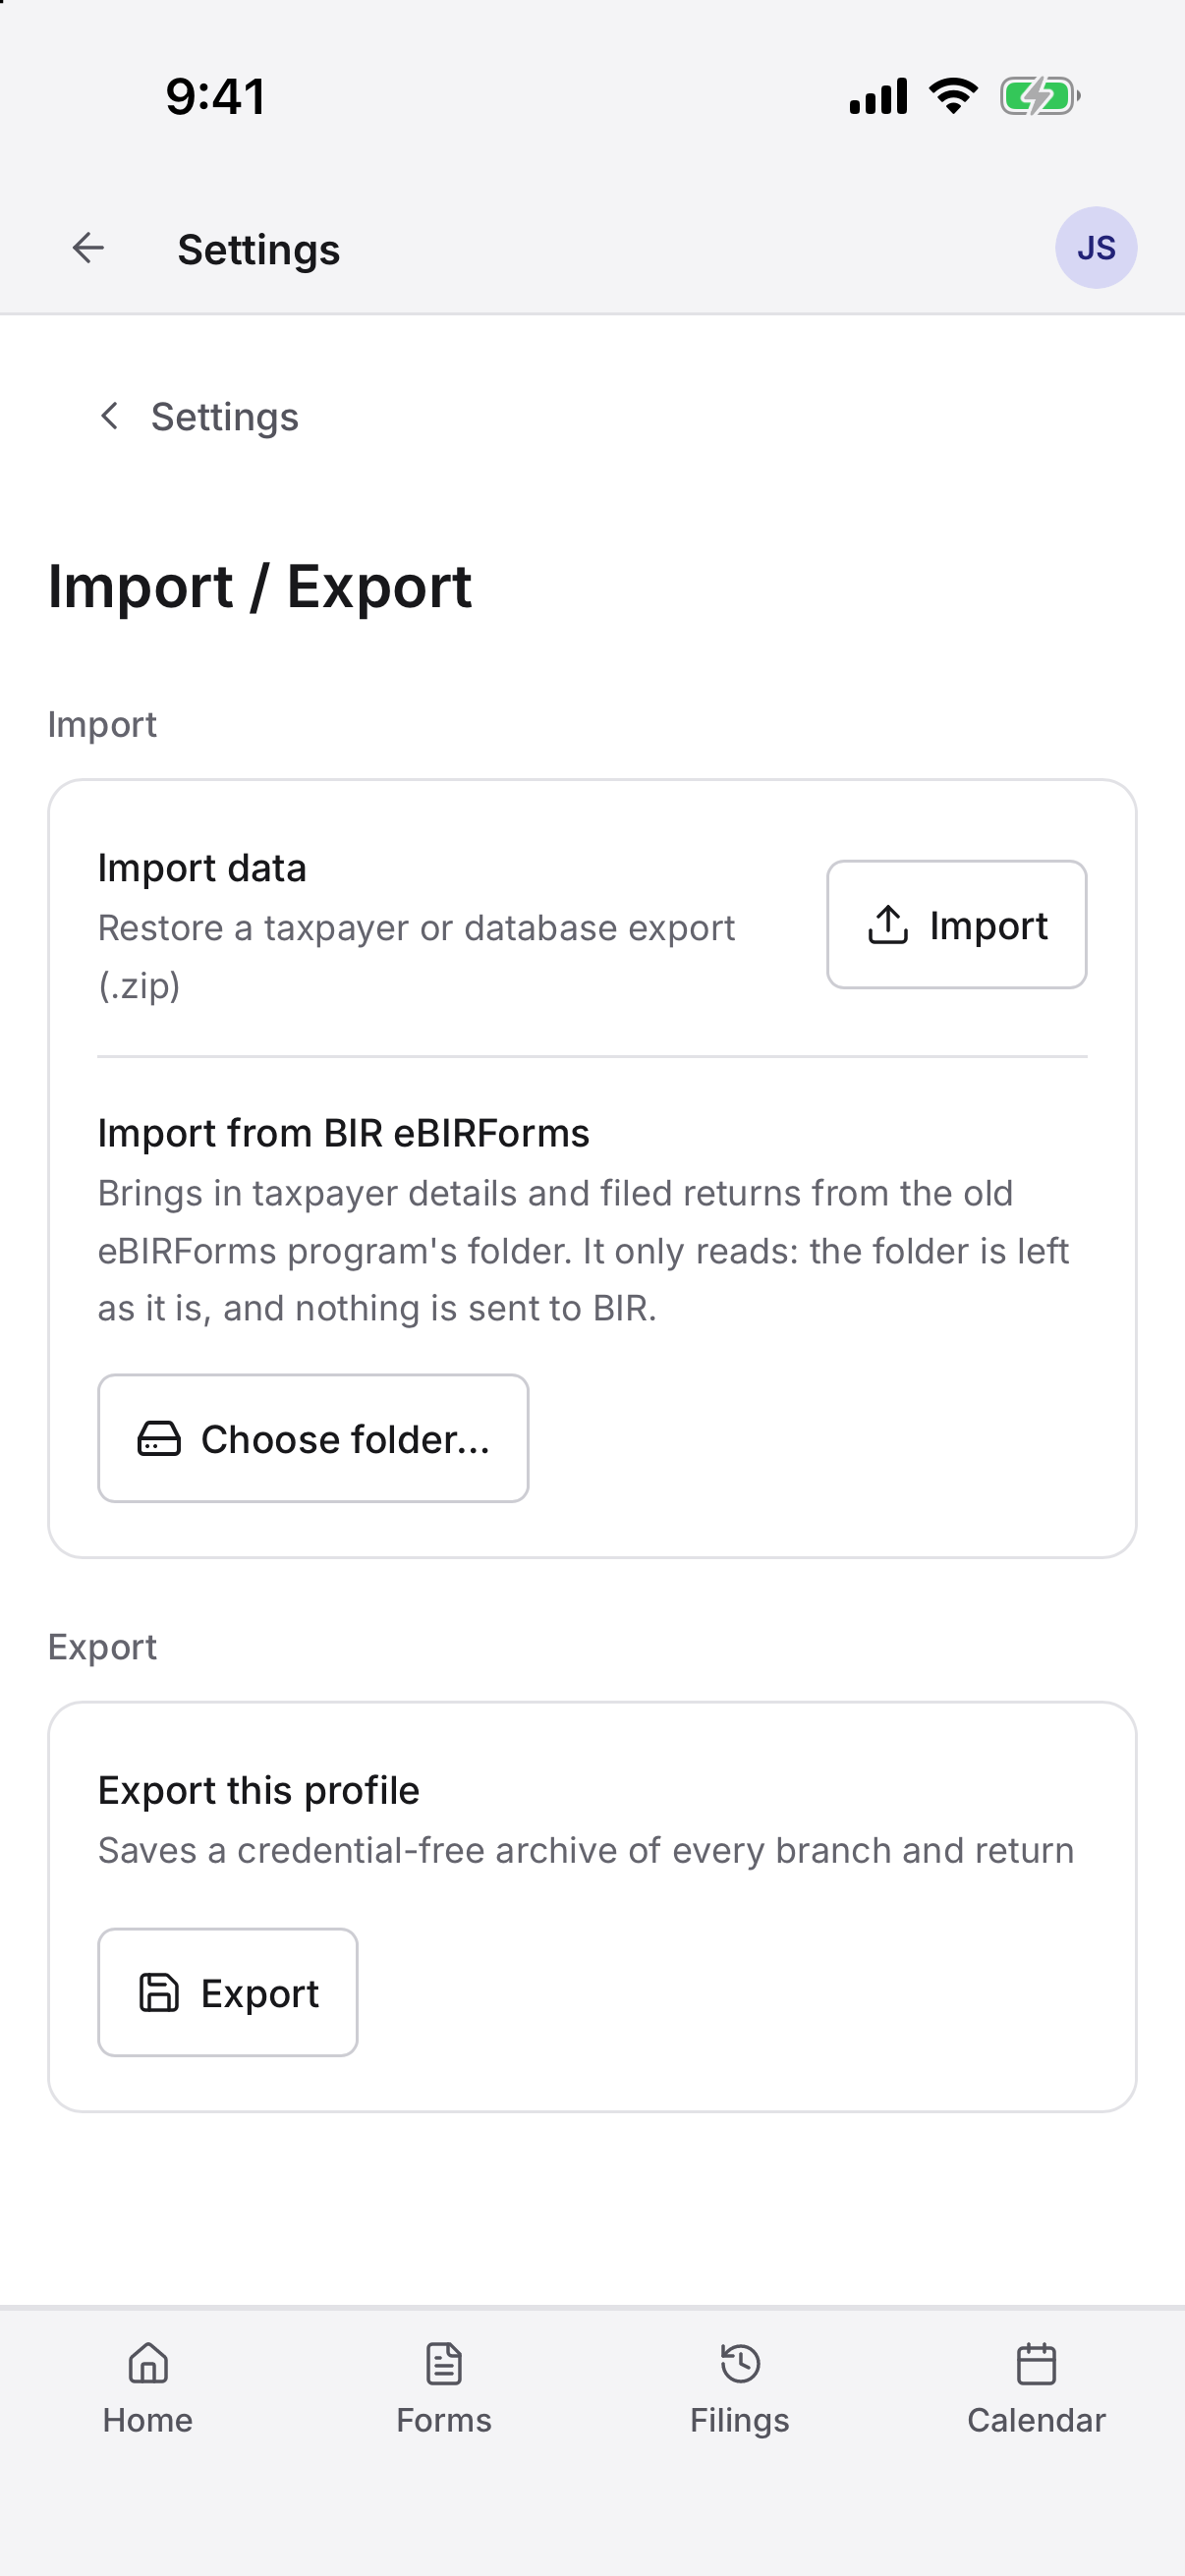 9:41
Settings
JS
Settings
Import / Export
Import
Import data
Restore a taxpayer or database export
(.zip)
Import
Import from BIR eBIRForms
Brings in taxpayer details and filed returns from the old
eBIRForms program's folder. It only reads: the folder is left
as it is, and nothing is sent to BIR.
Choose folder...
Export
Export this profile
Saves a credential-free archive of every branch and return
Export
Home
Forms
Filings
Calendar